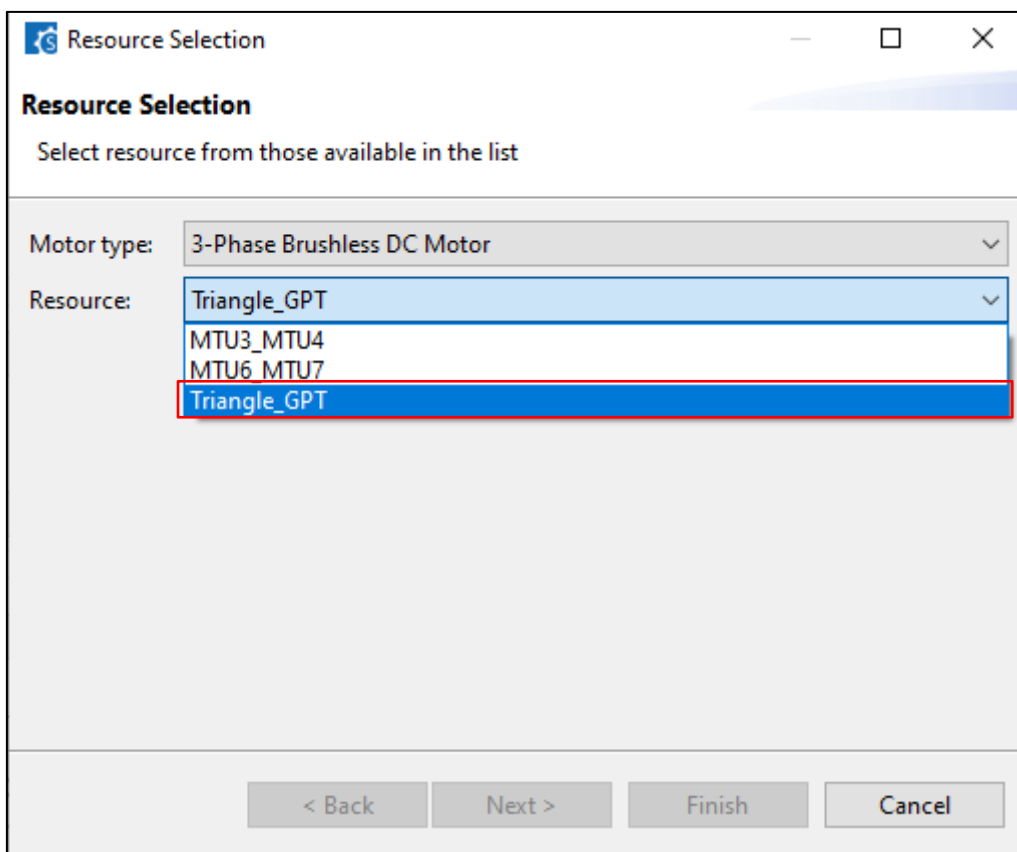 Resource Selection
Resource Selection
Select resource from those available in the list
Motor type: 3-Phase Brushless DC Motor
Resource: Triangle_GPT
MTU3_MTU4
MTU6_MTU7
Triangle_GPT
< Back Next > Finish Cancel